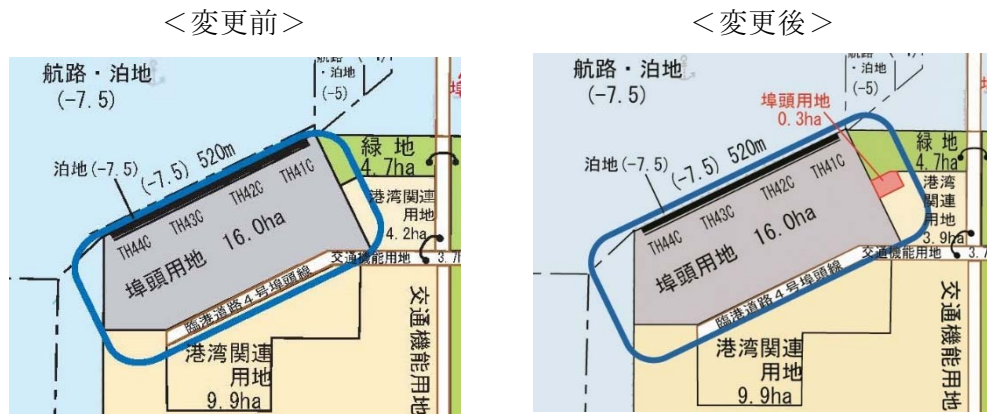 ＜変更前＞
航路・泊地
(-7.5)
・泊地
(-5)
泊地(-7.5)
(-7.5) 520m
TH44C
TH43C
TH42C
TH41C
埠頭用地 16.0ha
緑地
4.7ha
港湾関連
用地
4.2ha
交通機能用地
臨港道路4号埠頭線
港湾関連
用地
9.9ha
交通機能用地
＜変更後＞
航路・泊地
(-7.5)
・泊地
(-5)
埠頭用地
0.3ha
泊地(-7.5)
(-7.5) 520m
TH44C
TH43C
TH42C
TH41C
埠頭用地 16.0ha
緑地
4.7ha
港湾
関連
用地
3.9ha
交通機能用地
臨港道路4号埠頭線
港湾関連
用地
9.9ha
交通機能用地